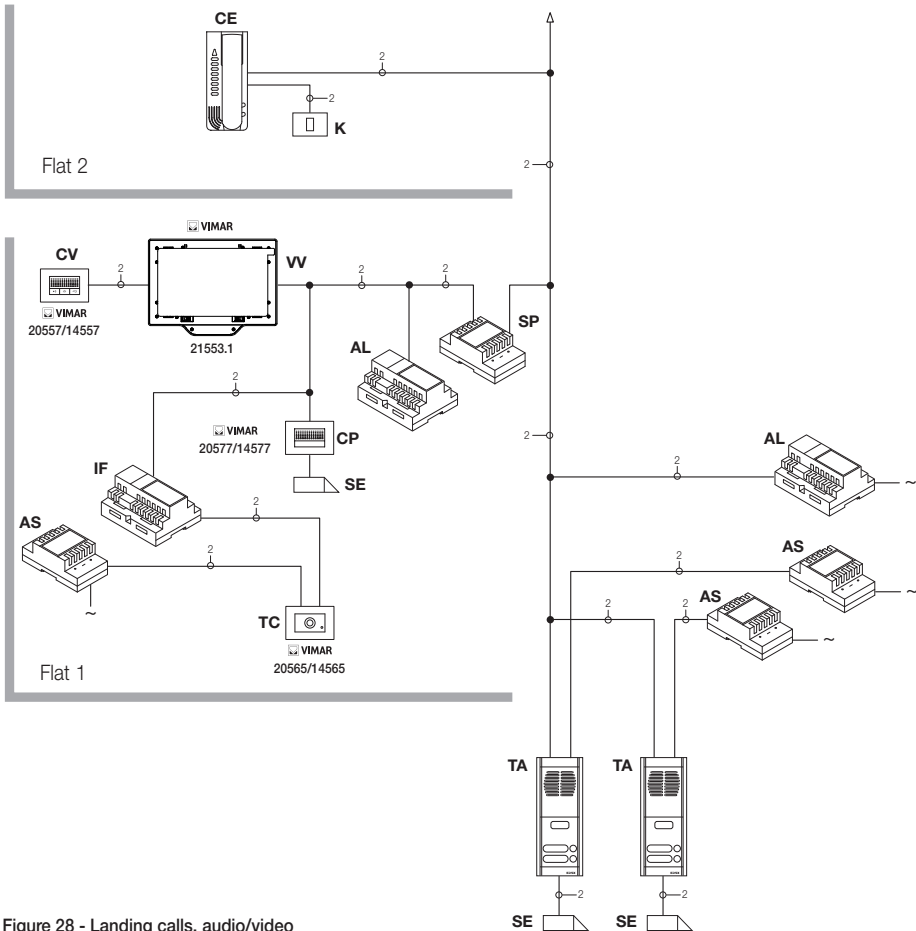 CE
2
2
K
Flat 2
2
VIMAR
CV
2
VV
2
2
SP
VIMAR
20557/14557
21553.1
AL
2
2
VIMAR
20577/14577
CP
AL
2
~
IF
SE
2
AS
2
AS
2
~
~
AS
2
2
~
TC
VIMAR
20565/14565
Flat 1
TA
TA
2
2
SE
SE
Figure 28 - Landing calls, audio/video